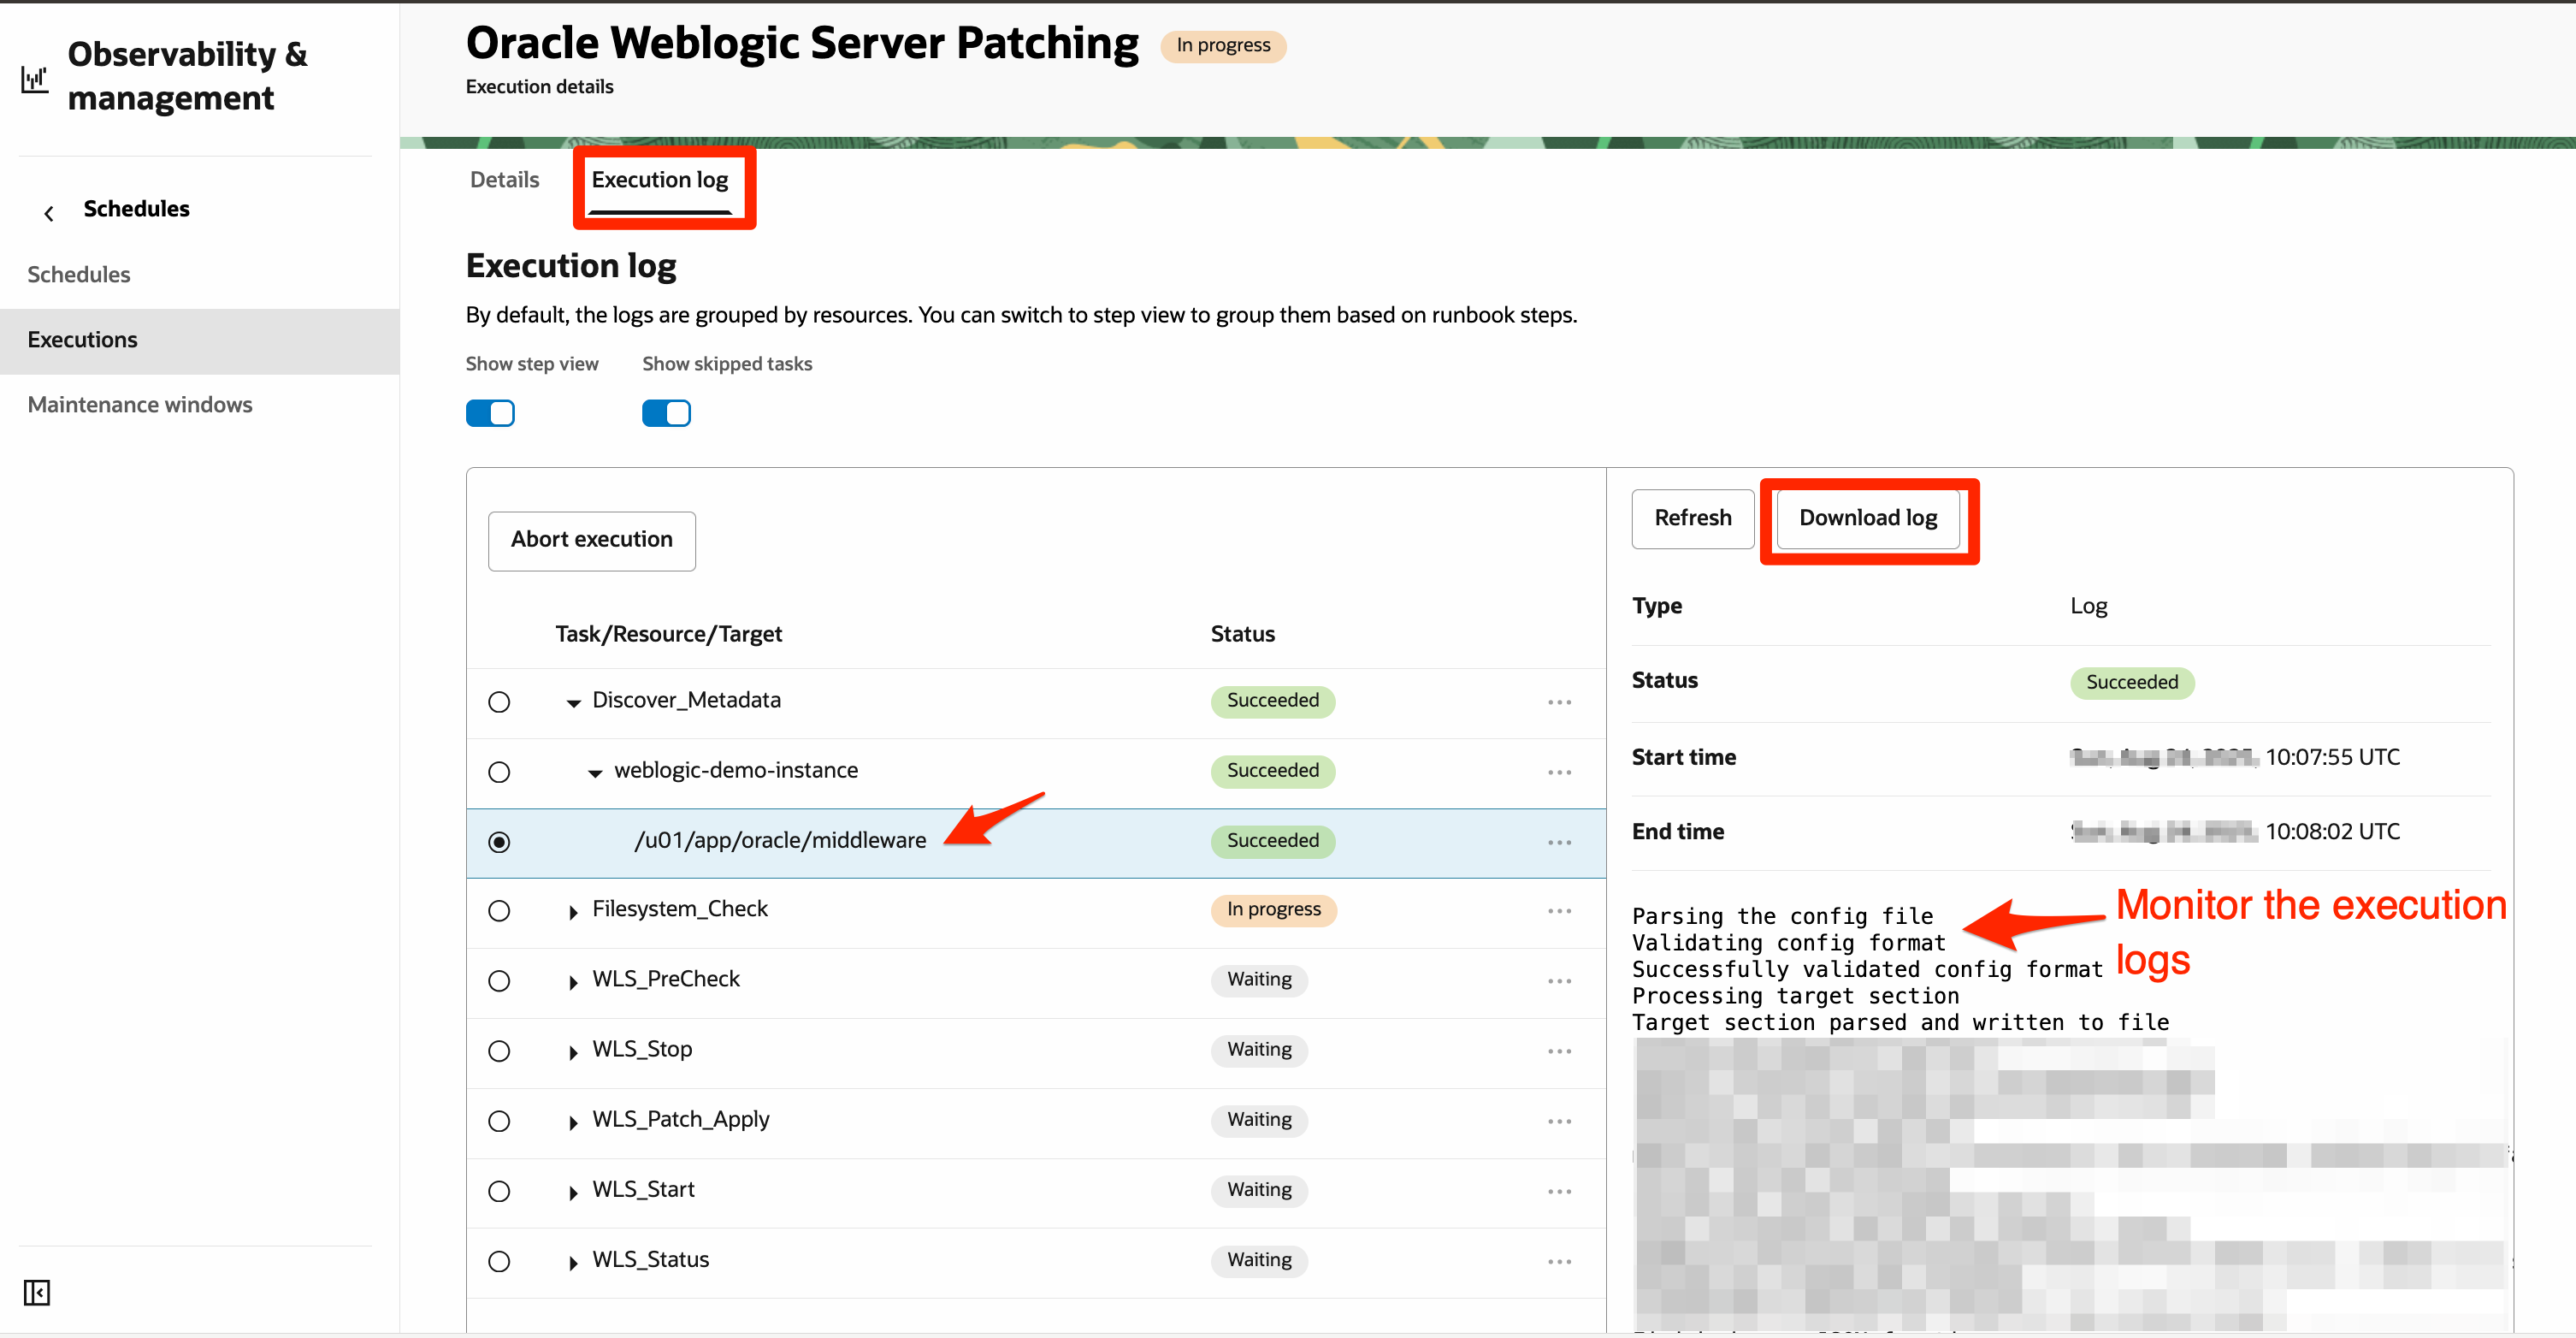 Observability &
management
Schedules
Schedules
Executions
Maintenance windows
Oracle Weblogic Server Patching
In progress
Execution details
Details
Execution log
Execution log
By default, the logs are grouped by resources. You can switch to step view to group them based on runbook steps.
Show step view
Show skipped tasks
Abort execution
Task/Resource/Target
Status
Discover_Metadata
Succeeded
weblogic-demo-instance
Succeeded
/u01/app/oracle/middleware
Succeeded
Filesystem_Check
In progress
WLS_PreCheck
Waiting
WLS_Stop
Waiting
WLS_Patch_Apply
Waiting
WLS_Start
Waiting
WLS_Status
Waiting
Refresh
Download log
Type
Log
Status
Succeeded
Start time
10:07:55 UTC
End time
10:08:02 UTC
Parsing the config file
Validating config format
Successfully validated config format
Processing target section
Target section parsed and written to file
Monitor the execution
logs